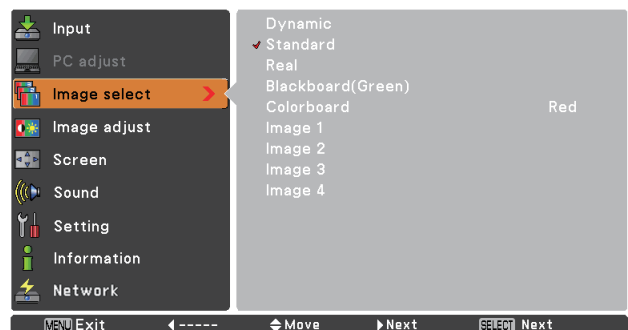 Input
PC adjust
Image select
Image adjust
Screen
Sound
Setting
Information
Network
Dynamic
Standard
Real
Blackboard(Green)
Colorboard Red
Image 1
Image 2
Image 3
Image 4
MENU Exit ----- Move Next SELECT Next